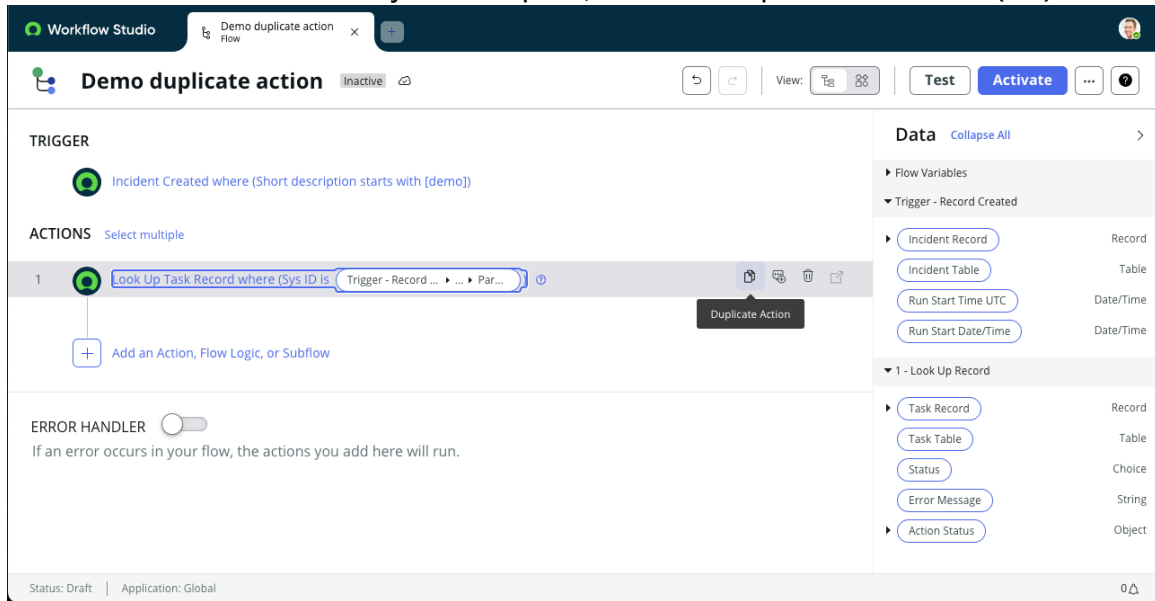 Workflow Studio
Demo duplicate action
Flow
Demo duplicate action Inactive
View:
Test
Activate
TRIGGER
Incident Created where (Short description starts with [demo])
ACTIONS Select multiple
1 Look Up Task Record where (Sys ID is Trigger - Record ... ▸ ... ▸ Par... )
Duplicate Action
Add an Action, Flow Logic, or Subflow
ERROR HANDLER
If an error occurs in your flow, the actions you add here will run.
Data Collapse All
Flow Variables
Trigger - Record Created
Incident Record Record
Incident Table Table
Run Start Time UTC Date/Time
Run Start Date/Time Date/Time
1 - Look Up Record
Task Record Record
Task Table Table
Status Choice
Error Message String
Action Status Object
Status: Draft | Application: Global
0